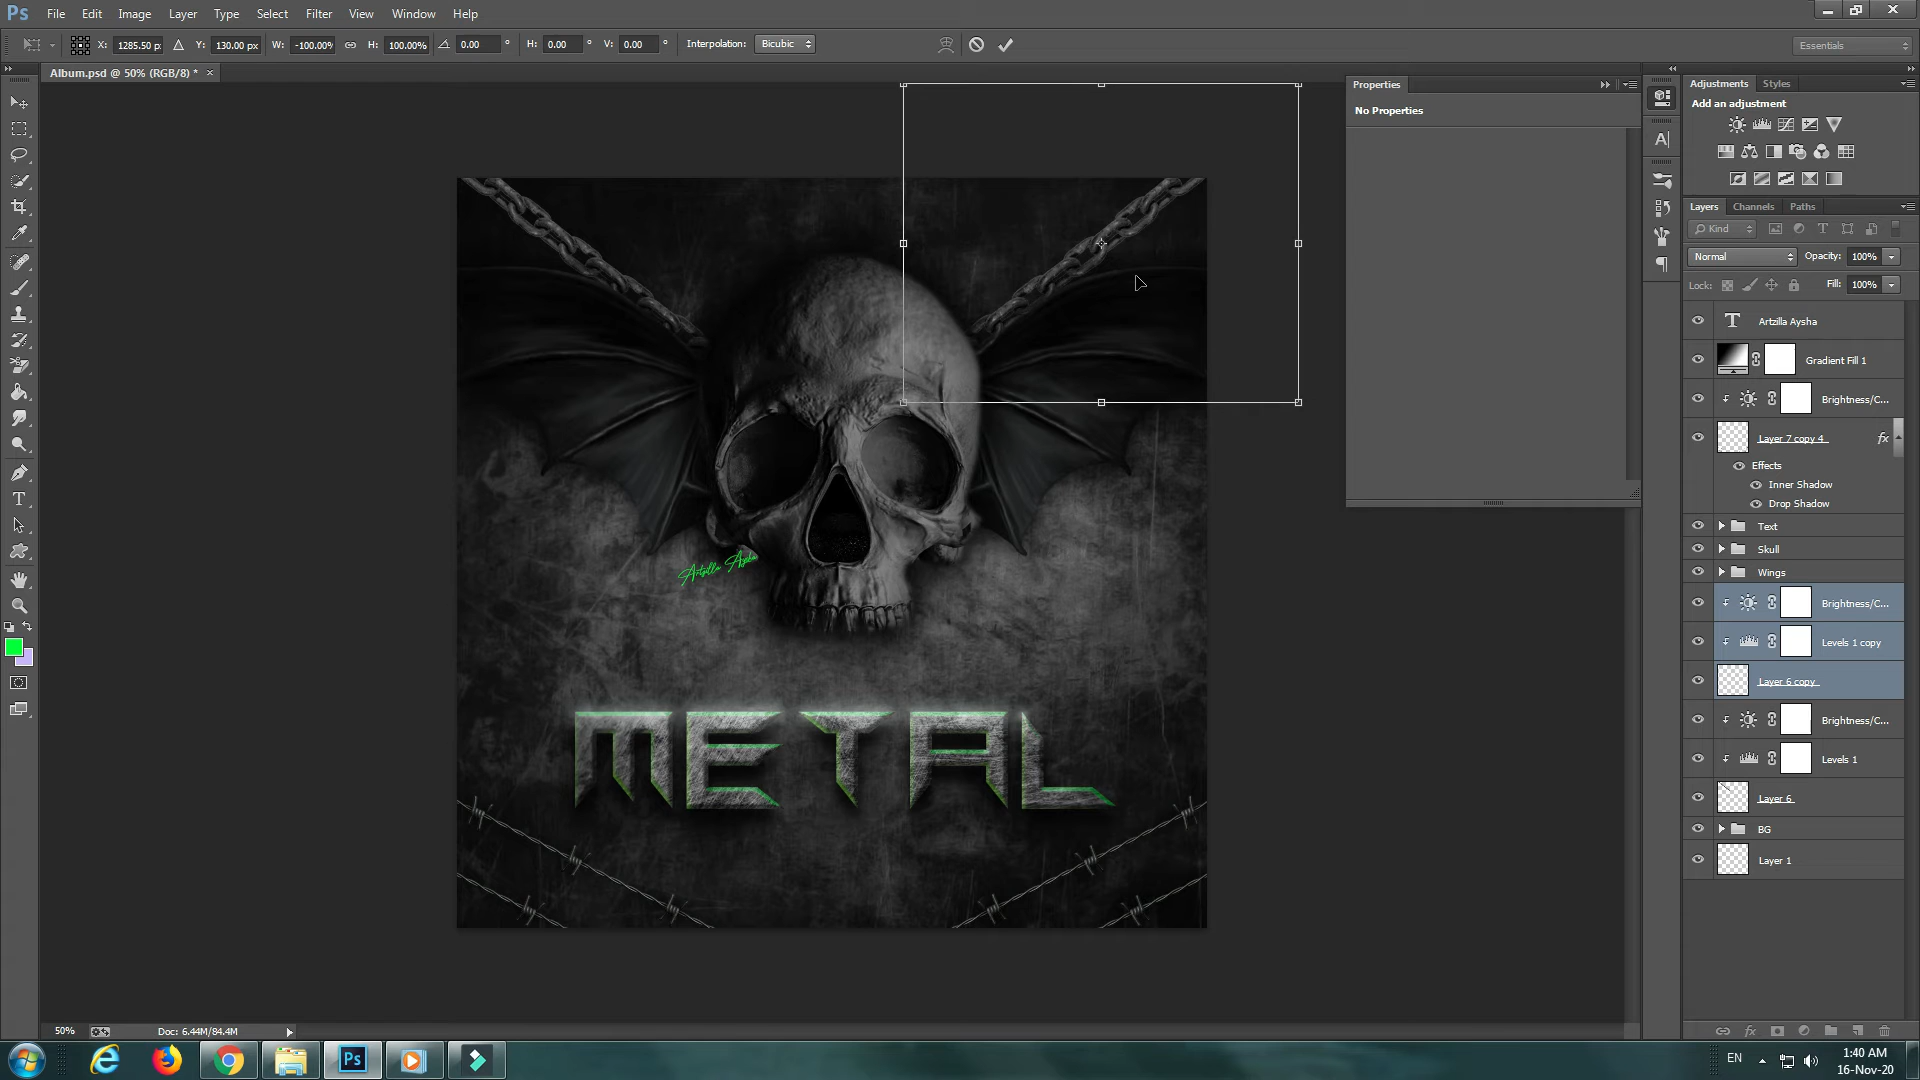 Ps File Edit Image Layer Type Select Filter View Window Help
X: 1285.50 p: Y: 130.00 px W: -100.00% H: 100.00% 0.00 ° H: 0.00 ° V: 0.00 ° Interpolation: Bicubic
Essentials
Album.psd @ 50% (RGB/8) * ×
Properties
No Properties
Adjustments Styles
Add an adjustment
Layers Channels Paths
Kind
Normal Opacity: 100%
Lock: Fill: 100%
T Artzilla Aysha
Gradient Fill 1
Brightness/C...
Layer 7 copy 4 fx
Effects
Inner Shadow
Drop Shadow
Text
Skull
Wings
Brightness/C...
Levels 1 copy
Layer 6 copy
Brightness/C...
Levels 1
Layer 6
BG
Layer 1
Artzilla Aysha
METAL
50% Doc: 6.44M/84.4M
Ps
EN
1:40 AM
16-Nov-20